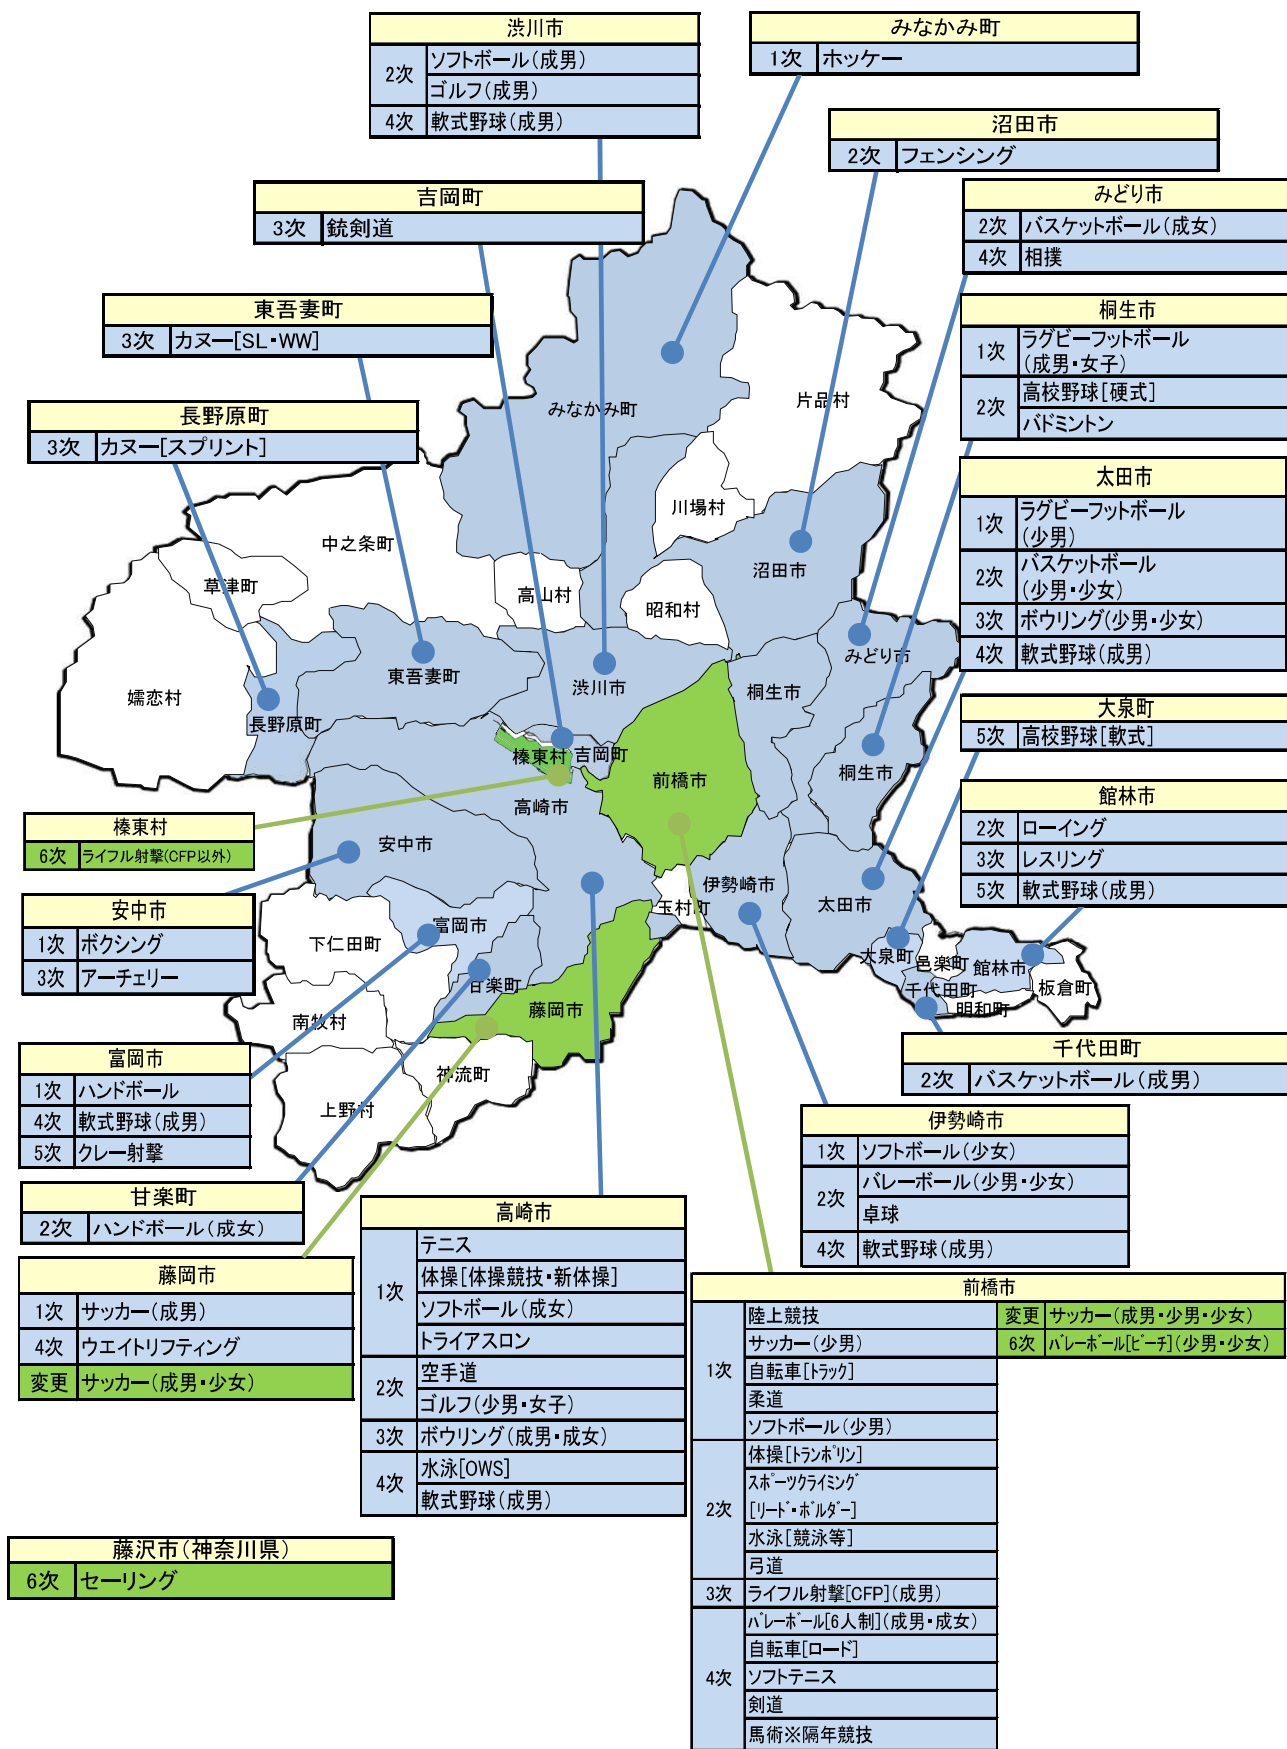 渋川市
2次
ソフトボール(成男)
ゴルフ(成男)
4次
軟式野球(成男)
みなかみ町
1次
ホッケー
沼田市
2次
フェンシング
吉岡町
3次
銃剣道
みどり市
2次
バスケットボール(成女)
4次
相撲
東吾妻町
3次
カヌー[SL・WW]
桐生市
1次
ラグビーフットボール
(成男・女子)
2次
高校野球[硬式]
バドミントン
長野原町
3次
カヌー[スプリント]
太田市
1次
ラグビーフットボール
(少男)
2次
バスケットボール
(少男・少女)
3次
ボウリング(少男・少女)
4次
軟式野球(成男)
大泉町
5次
高校野球[軟式]
館林市
2次
ローイング
3次
レスリング
5次
軟式野球(成男)
みなかみ町
片品村
川場村
中之条町
草津町
高山村
昭和村
沼田市
みどり市
東吾妻町
渋川市
桐生市
嬬恋村
長野原町
榛東村
吉岡町
前橋市
桐生市
高崎市
安中市
伊勢崎市
太田市
玉村町
富岡市
下仁田町
甘楽町
大泉町
邑楽町
館林市
板倉町
千代田町
明和町
藤岡市
南牧村
神流町
上野村
榛東村
6次
ライフル射撃(CFP以外)
安中市
1次
ボクシング
3次
アーチェリー
富岡市
1次
ハンドボール
4次
軟式野球(成男)
5次
クレー射撃
甘楽町
2次
ハンドボール(成女)
藤岡市
1次
サッカー(成男)
4次
ウエイトリフティング
変更
サッカー(成男・少女)
高崎市
1次
テニス
体操[体操競技・新体操]
ソフトボール(成女)
トライアスロン
2次
空手道
ゴルフ(少男・女子)
3次
ボウリング(成男・成女)
4次
水泳[OWS]
軟式野球(成男)
千代田町
2次
バスケットボール(成男)
伊勢崎市
1次
ソフトボール(少女)
2次
バレーボール(少男・少女)
卓球
4次
軟式野球(成男)
前橋市
1次
陸上競技
サッカー(少男)
自転車[トラック]
柔道
ソフトボール(少男)
2次
体操[トランポリン]
スポーツクライミング
[リード・ボルダー]
水泳[競泳等]
弓道
3次
ライフル射撃[CFP](成男)
4次
バレーボール[6人制](成男・成女)
自転車[ロード]
ソフトテニス
剣道
馬術※隔年競技
変更
サッカー(成男・少男・少女)
6次
バレーボール[ビーチ](少男・少女)
藤沢市(神奈川県)
6次
セーリング